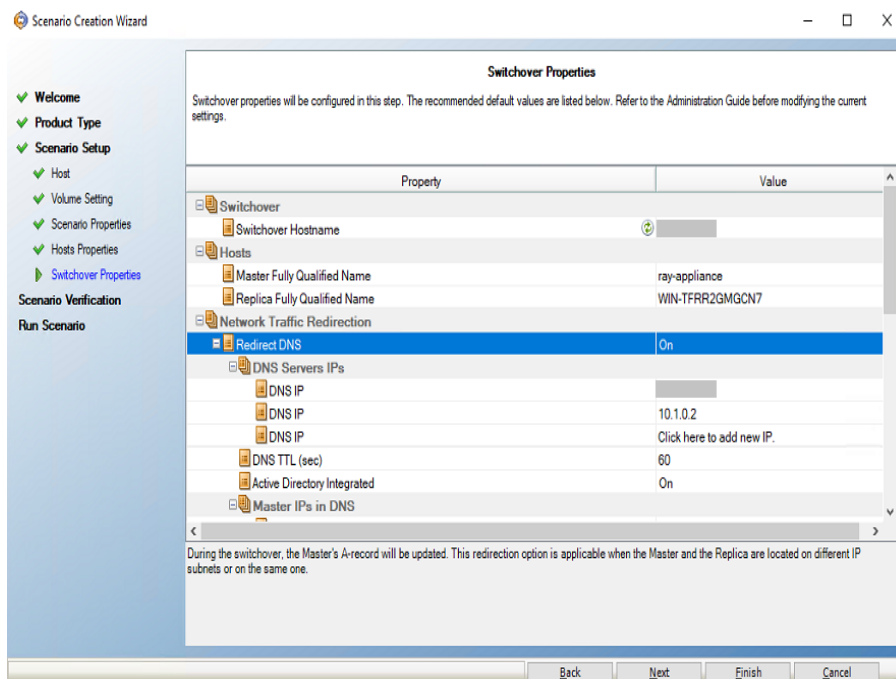 Scenario Creation Wizard
Welcome
Product Type
Scenario Setup
Host
Volume Setting
Scenario Properties
Hosts Properties
Switchover Properties
Scenario Verification
Run Scenario
Switchover Properties
Switchover properties will be configured in this step. The recommended default values are listed below. Refer to the Administration Guide before modifying the current
settings.
Property Value
Switchover
Switchover Hostname
Hosts
Master Fully Qualified Name ray-appliance
Replica Fully Qualified Name WIN-TFRR2GMGCN7
Network Traffic Redirection
Redirect DNS On
DNS Servers IPs
DNS IP
DNS IP 10.1.0.2
DNS IP Click here to add new IP.
DNS TTL (sec) 60
Active Directory Integrated On
Master IPs in DNS
During the switchover, the Master's A-record will be updated. This redirection option is applicable when the Master and the Replica are located on different IP
subnets or on the same one.
Back Next Finish Cancel